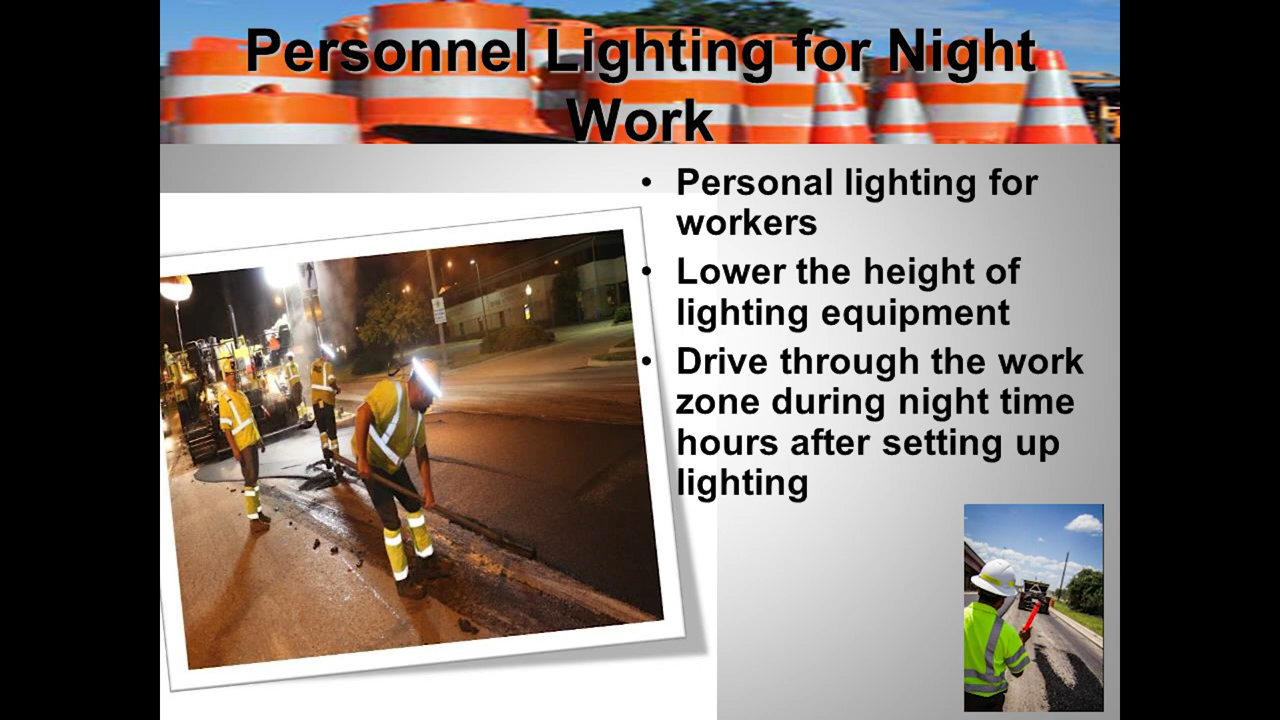 Personnel Lighting for Night
Work
• Personal lighting for
workers
• Lower the height of
lighting equipment
• Drive through the work
zone during night time
hours after setting up
lighting